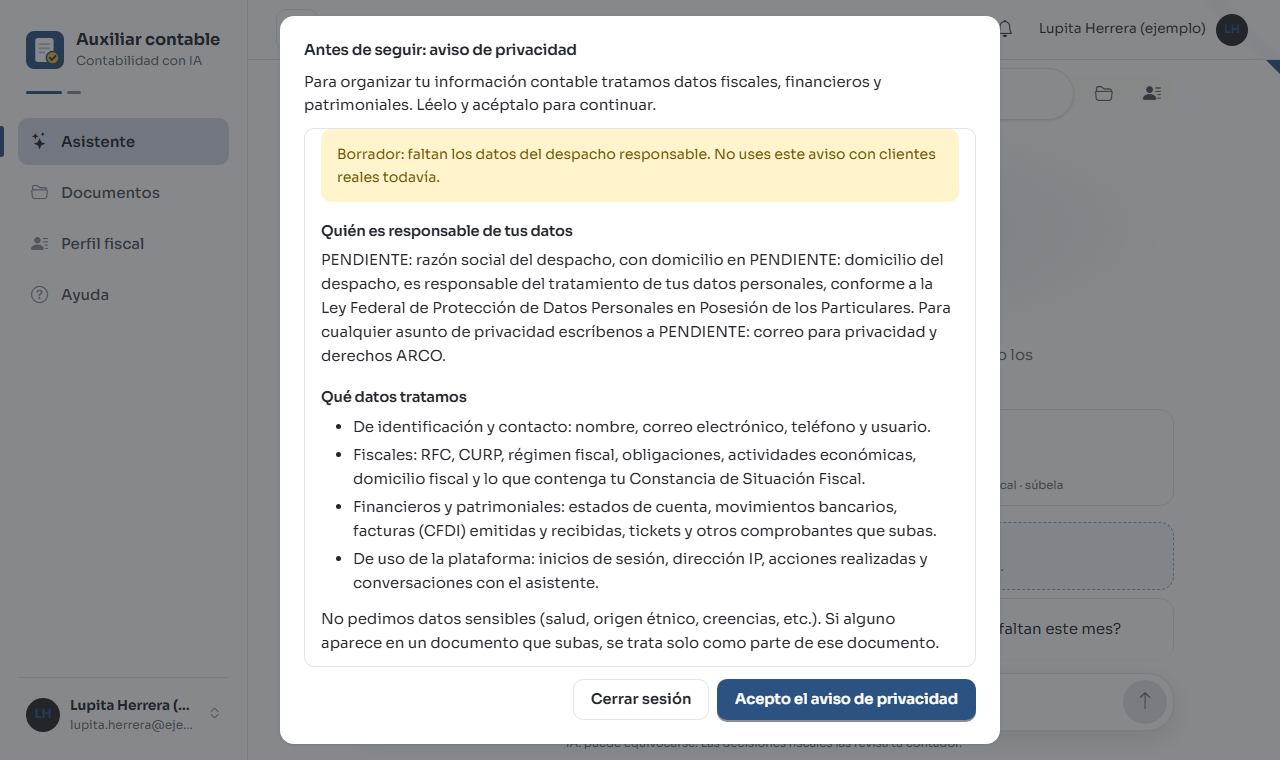 Auxiliar contable
Contabilidad con IA
Asistente
Documentos
Perfil fiscal
Ayuda
Lupita Herrera (...
lupita.herrera@eje...
LH
Lupita Herrera (ejemplo)
LH
Antes de seguir: aviso de privacidad
Para organizar tu información contable tratamos datos fiscales, financieros y
patrimoniales. Léelo y acéptalo para continuar.
Borrador: faltan los datos del despacho responsable. No uses este aviso con clientes
reales todavía.
Quién es responsable de tus datos
PENDIENTE: razón social del despacho, con domicilio en PENDIENTE: domicilio del
despacho, es responsable del tratamiento de tus datos personales, conforme a la
Ley Federal de Protección de Datos Personales en Posesión de los Particulares. Para
cualquier asunto de privacidad escríbenos a PENDIENTE: correo para privacidad y
derechos ARCO.
Qué datos tratamos
• De identificación y contacto: nombre, correo electrónico, teléfono y usuario.
• Fiscales: RFC, CURP, régimen fiscal, obligaciones, actividades económicas,
domicilio fiscal y lo que contenga tu Constancia de Situación Fiscal.
• Financieros y patrimoniales: estados de cuenta, movimientos bancarios,
facturas (CFDI) emitidas y recibidas, tickets y otros comprobantes que subas.
• De uso de la plataforma: inicios de sesión, dirección IP, acciones realizadas y
conversaciones con el asistente.
No pedimos datos sensibles (salud, origen étnico, creencias, etc.). Si alguno
aparece en un documento que subas, se trata solo como parte de ese documento.
Cerrar sesión
Acepto el aviso de privacidad
o los
cal · súbela
faltan este mes?
IA: puede equivocarse. Las decisiones fiscales las revisa tu contador.